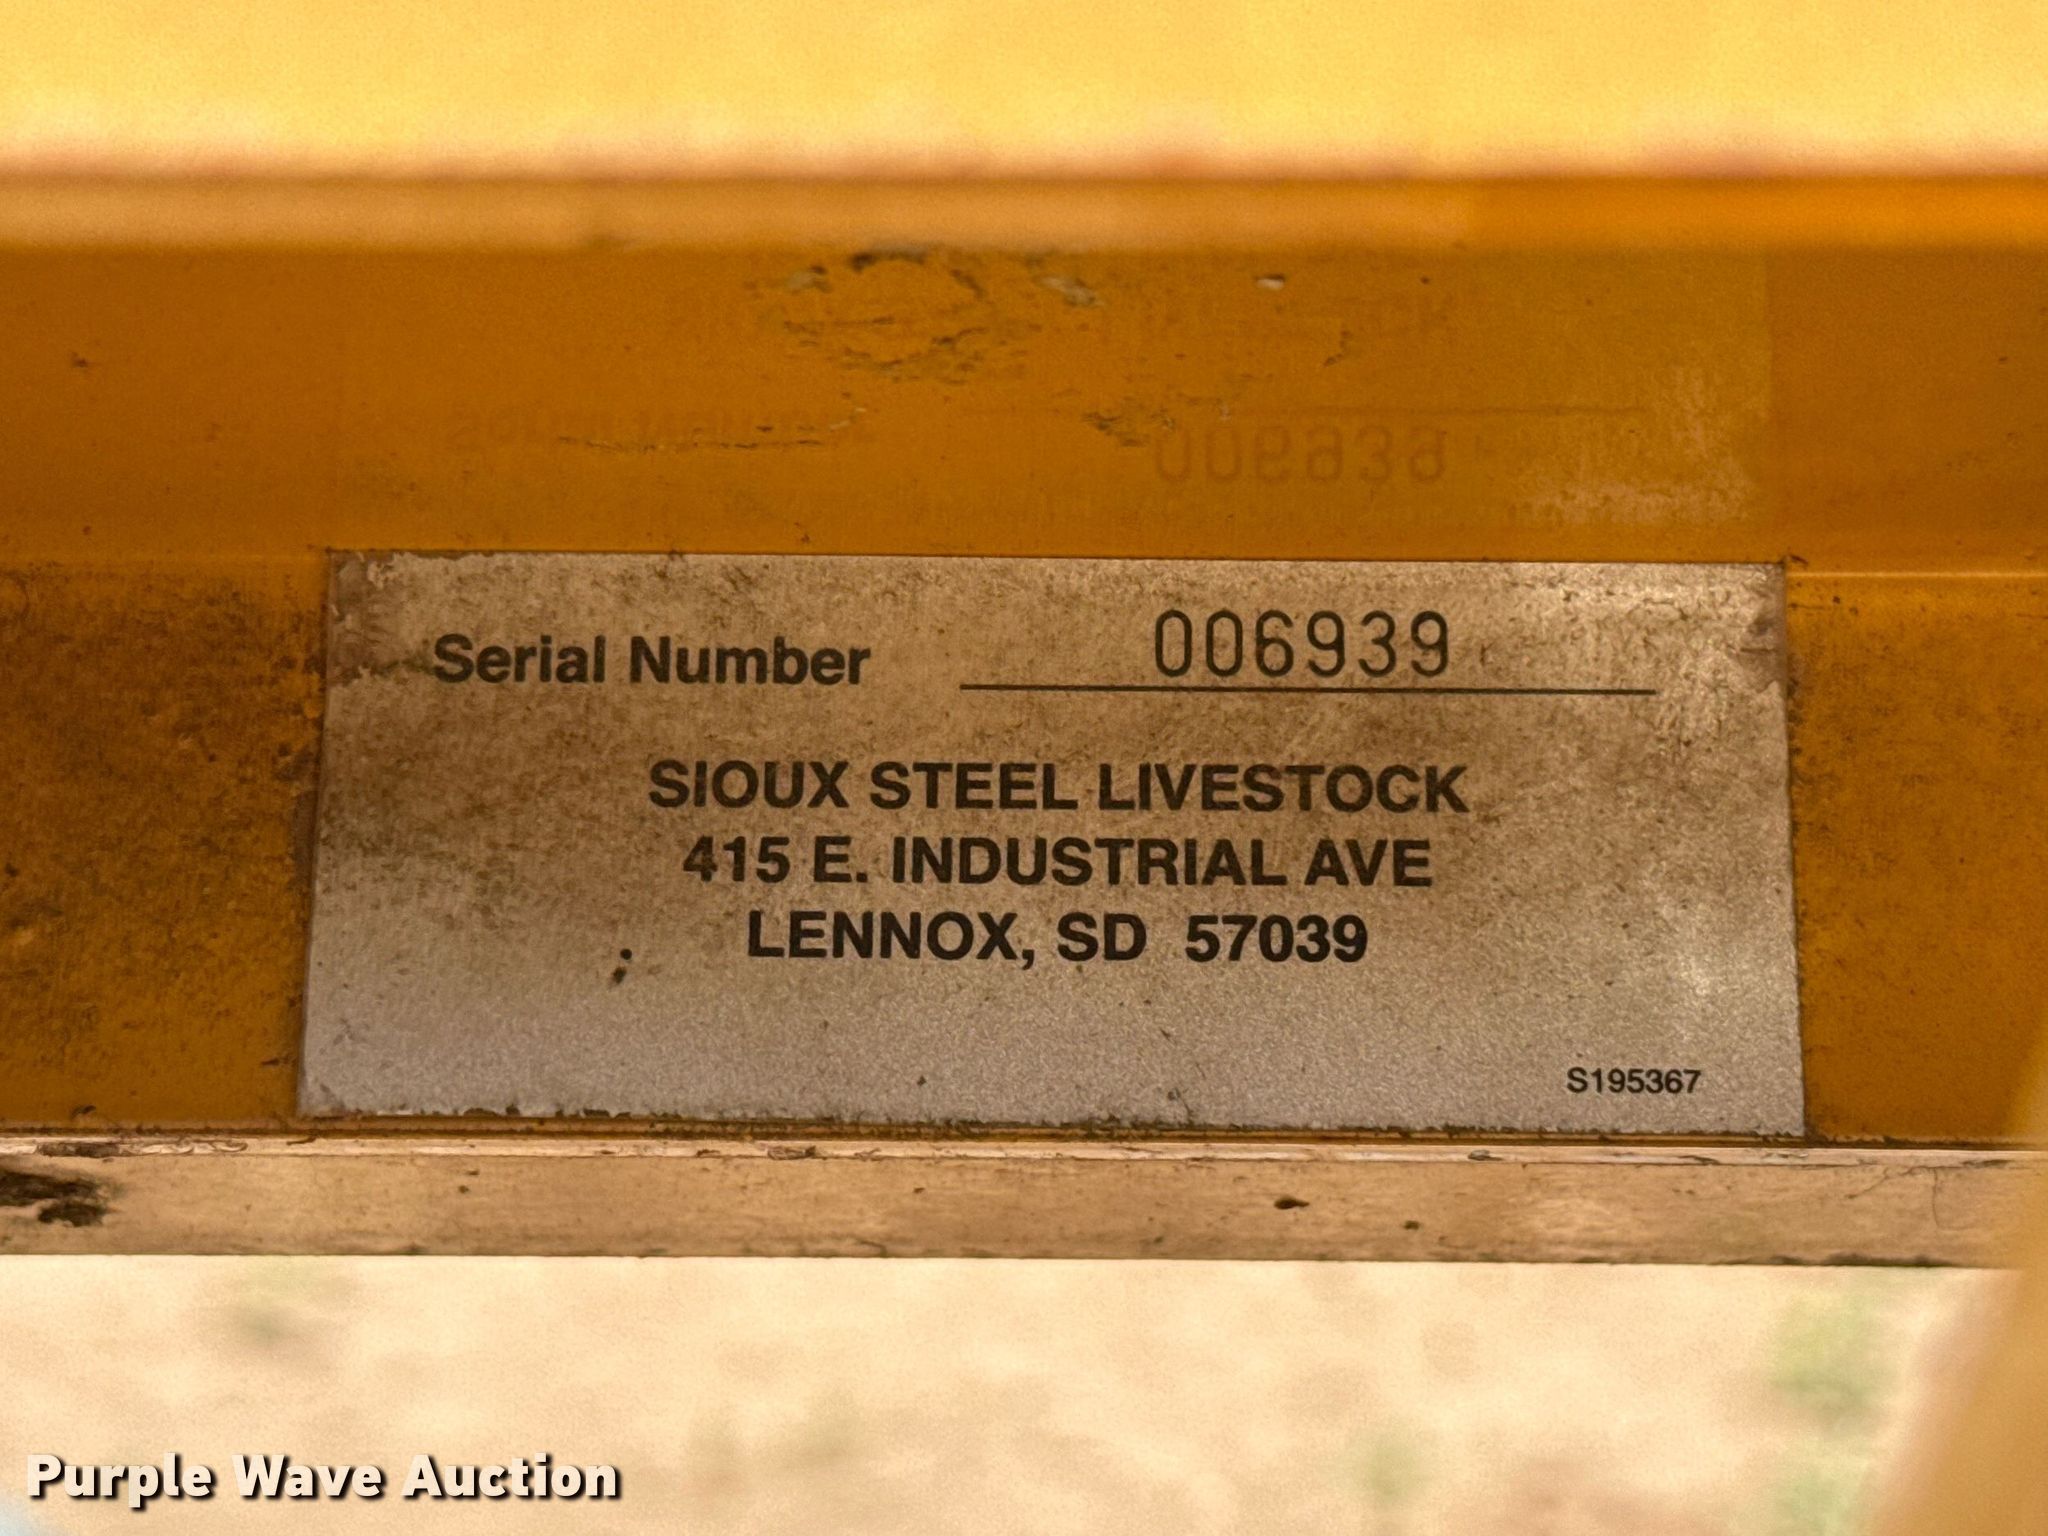 Serial Number 006939
SIOUX STEEL LIVESTOCK
415 E. INDUSTRIAL AVE
LENNOX, SD 57039
S195367
Purple Wave Auction